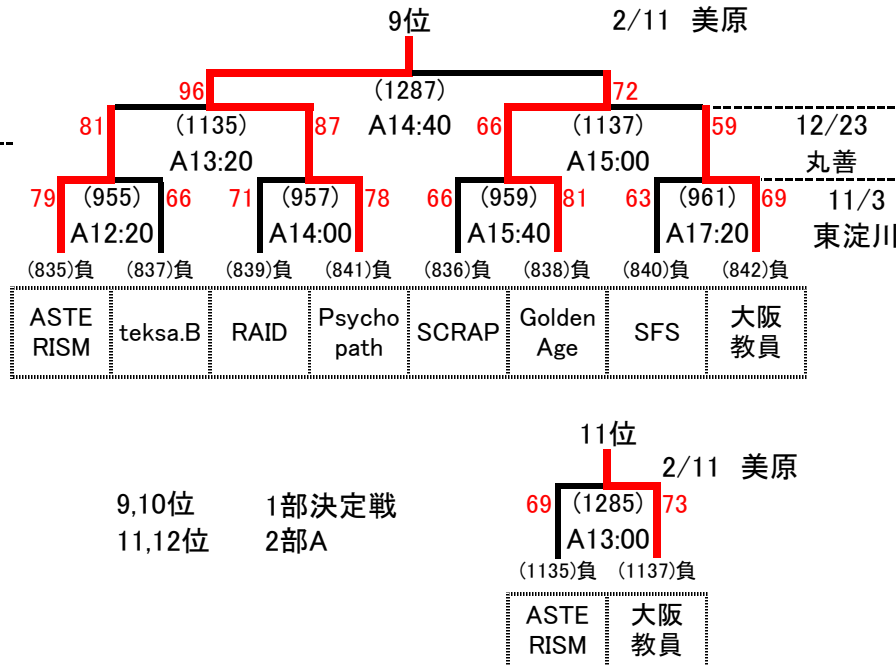 9位
2/11 美原
96
(1287)
72
A14:40
81
(1135)
87
66
(1137)
59
12/23
A13:20
A15:00
丸善
79
(955)
66
71
(957)
78
66
(959)
81
63
(961)
69
11/3
A12:20
A14:00
A15:40
A17:20
東淀川
(835)負
(837)負
(839)負
(841)負
(836)負
(838)負
(840)負
(842)負
ASTE
RISM
teksa.B
RAID
Psycho
path
SCRAP
Golden
Age
SFS
大阪
教員
11位
2/11 美原
9,10位 1部決定戦
11,12位 2部A
69
(1285)
73
A13:00
(1135)負
(1137)負
ASTE
RISM
大阪
教員